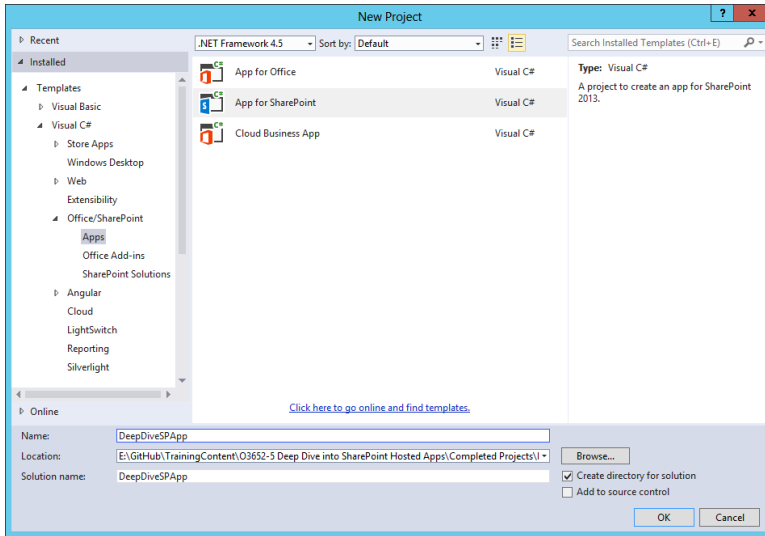 New Project
? x
Recent
.NET Framework 4.5 Sort by: Default
Search Installed Templates (Ctrl+E)
Installed
Templates
Visual Basic
Visual C#
Store Apps
Windows Desktop
Web
Extensibility
Office/SharePoint
Apps
Office Add-ins
SharePoint Solutions
Angular
Cloud
LightSwitch
Reporting
Silverlight
Online
C# App for Office Visual C#
C# App for SharePoint Visual C#
C# Cloud Business App Visual C#
Click here to go online and find templates.
Type: Visual C#
A project to create an app for SharePoint
2013.
Name: DeepDiveSPApp
Location: E:\GitHub\TrainingContent\O3652-5 Deep Dive into SharePoint Hosted Apps\Completed Projects\ Browse...
Solution name: DeepDiveSPApp
Create directory for solution
Add to source control
OK Cancel